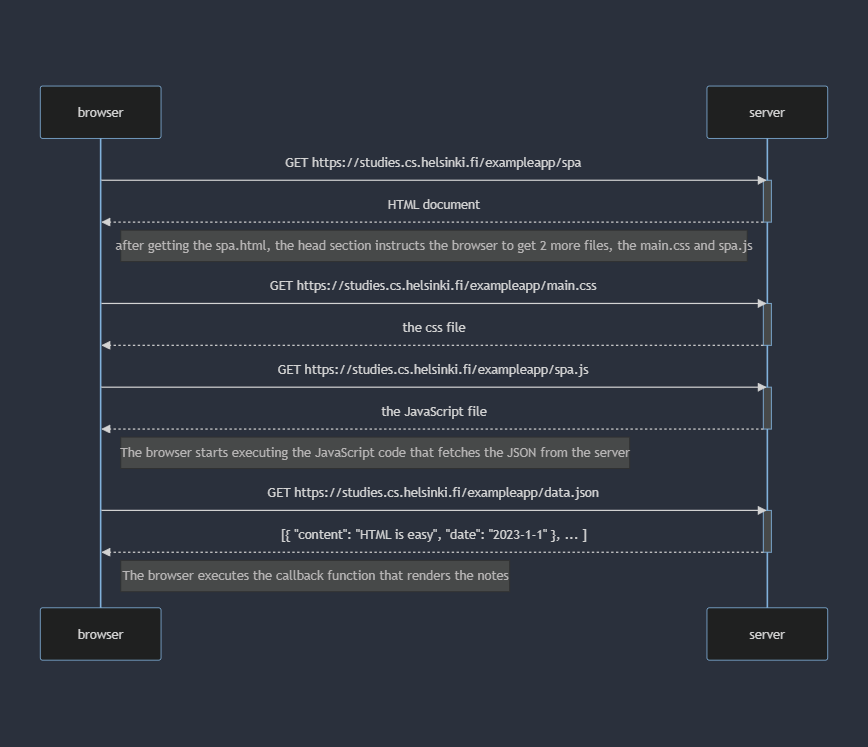 browser
server
GET https://studies.cs.helsinki.fi/exampleapp/spa
HTML document
after getting the spa.html, the head section instructs the browser to get 2 more files, the main.css and spa.js
GET https://studies.cs.helsinki.fi/exampleapp/main.css
the css file
GET https://studies.cs.helsinki.fi/exampleapp/spa.js
the JavaScript file
The browser starts executing the JavaScript code that fetches the JSON from the server
GET https://studies.cs.helsinki.fi/exampleapp/data.json
[{ "content": "HTML is easy", "date": "2023-1-1" }, ... ]
The browser executes the callback function that renders the notes
browser
server